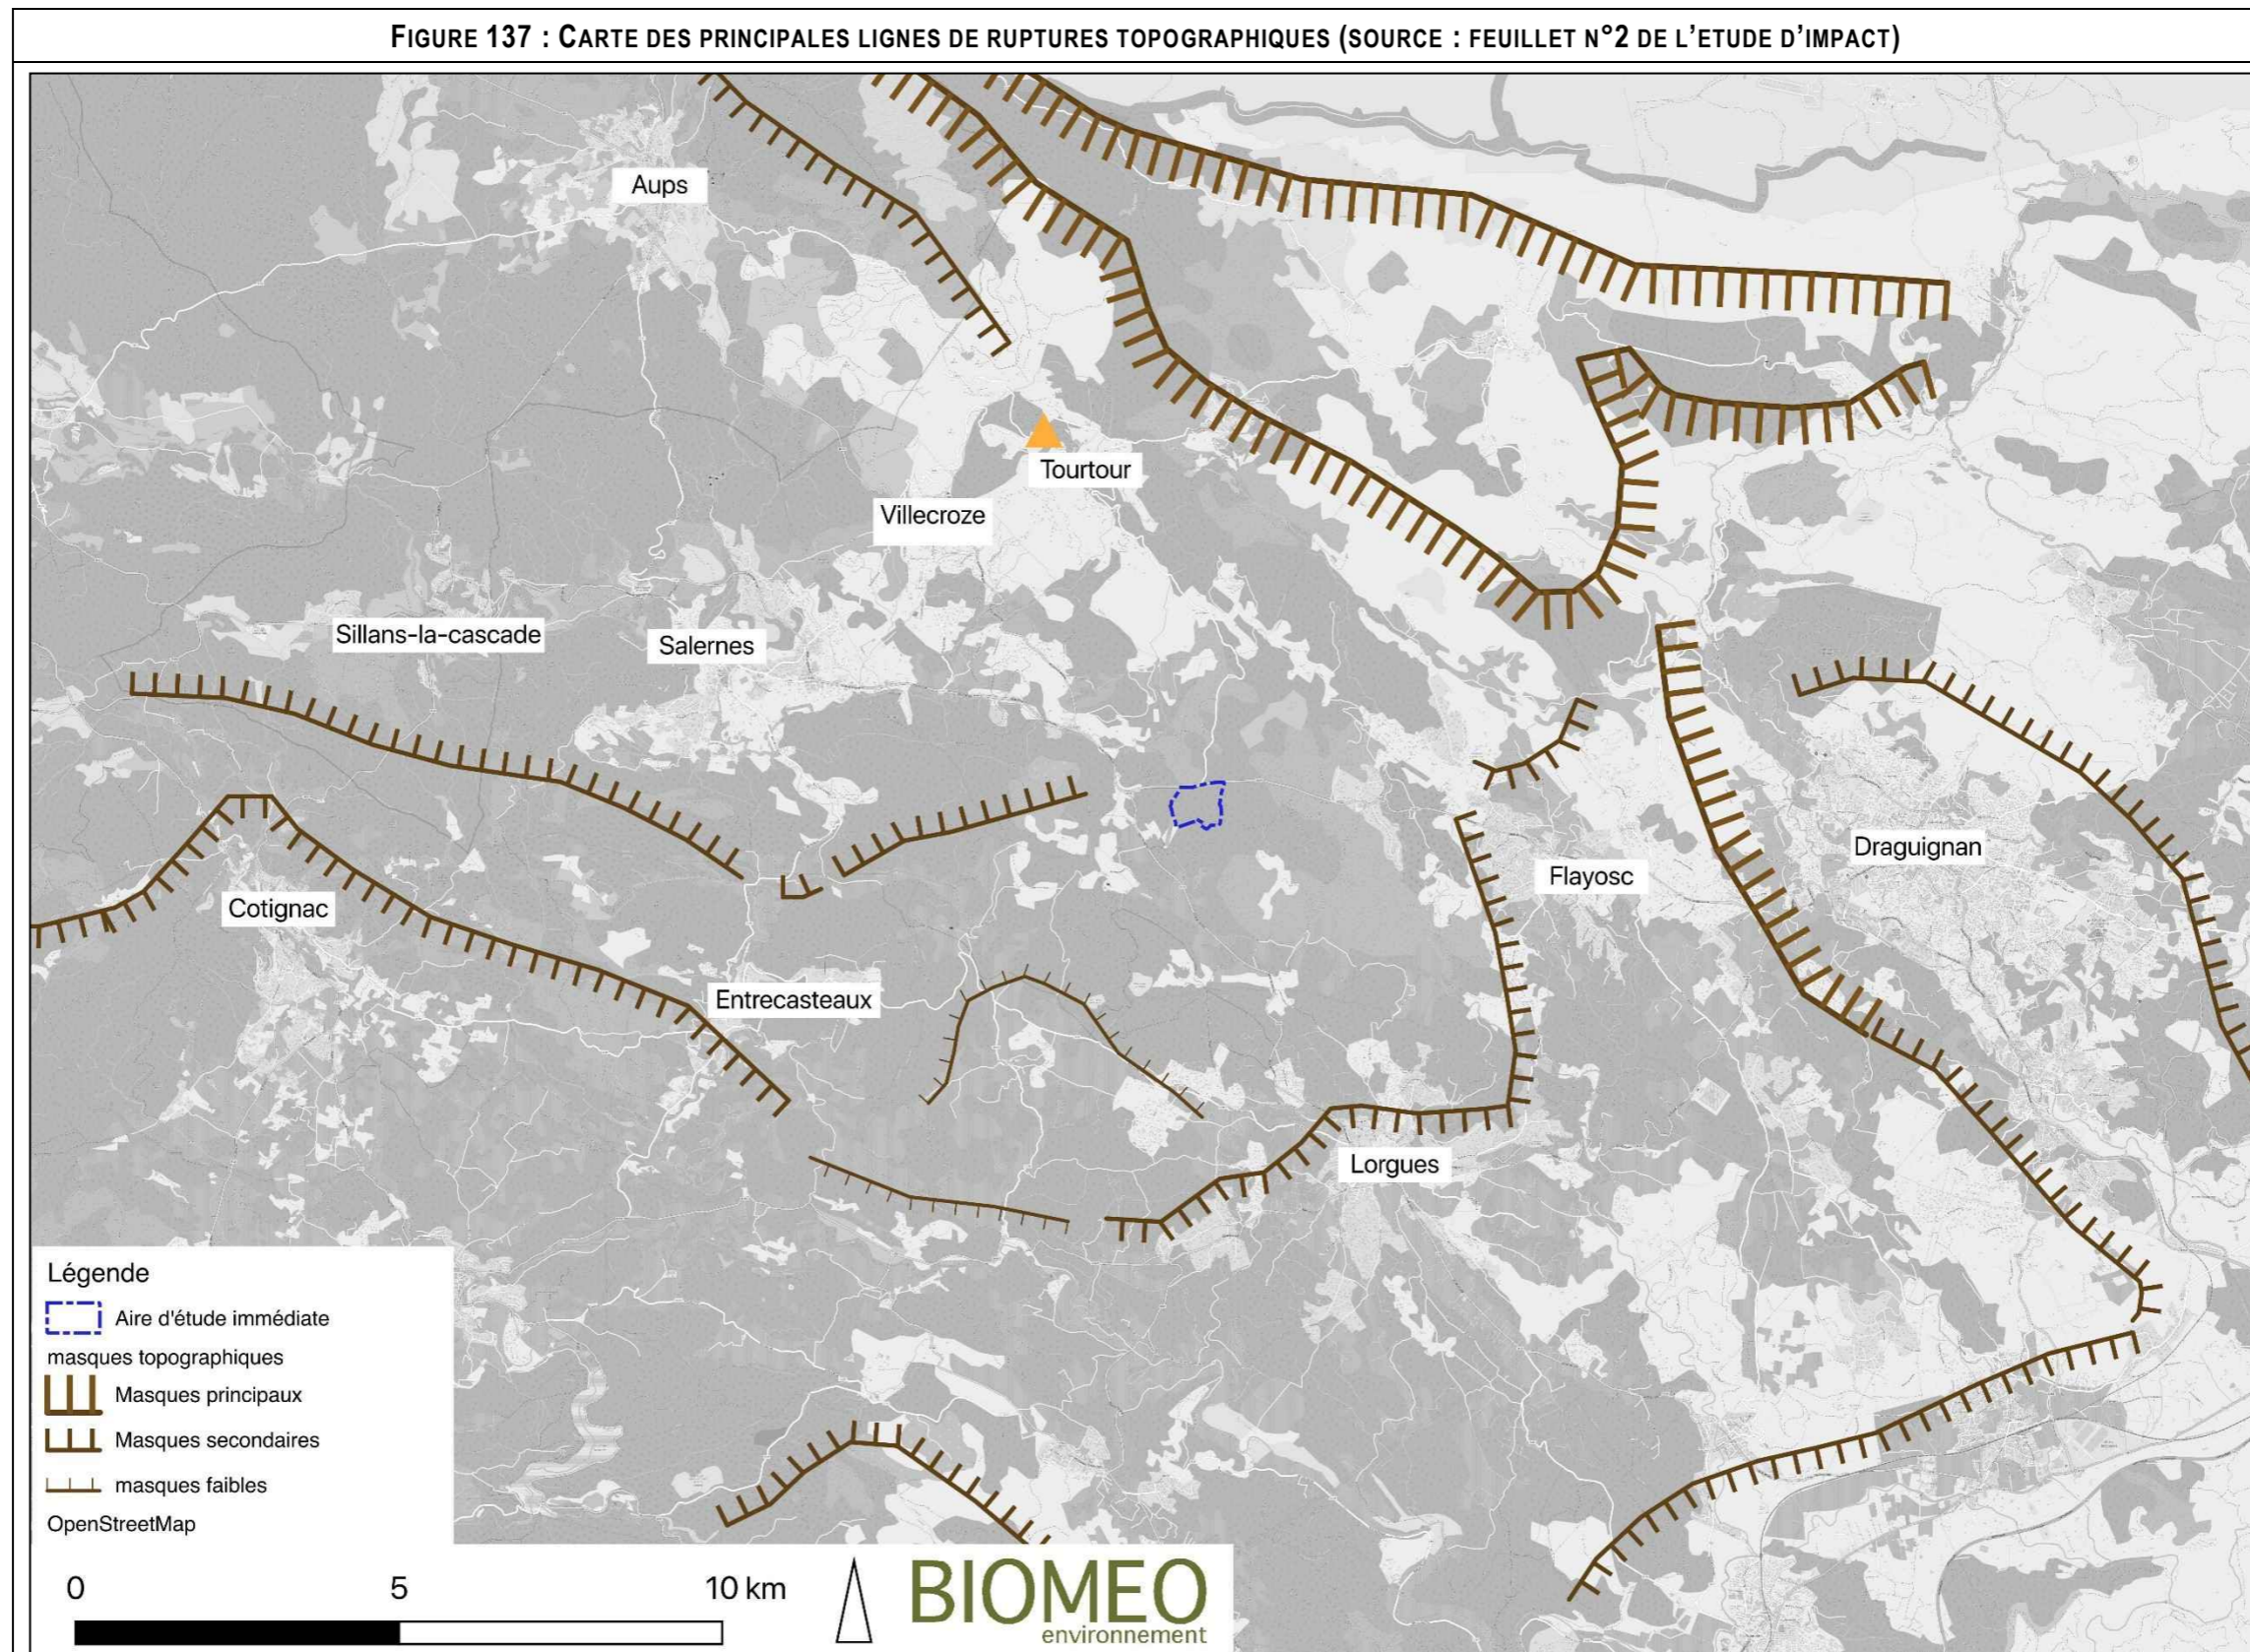 FIGURE 137 : CARTE DES PRINCIPALES LIGNES DE RUPTURES TOPOGRAPHIQUES (SOURCE : FEUILLET N°2 DE L'ETUDE D'IMPACT)
Aups
Tourtour
Villecroze
Sillans-la-cascade
Salernes
Draguignan
Flayosc
Cotignac
Entrecasteaux
Lorgues
Légende
Aire d'étude immédiate
masques topographiques
Masques principaux
Masques secondaires
masques faibles
OpenStreetMap
0 5 10 km
BIOMEO
environnement